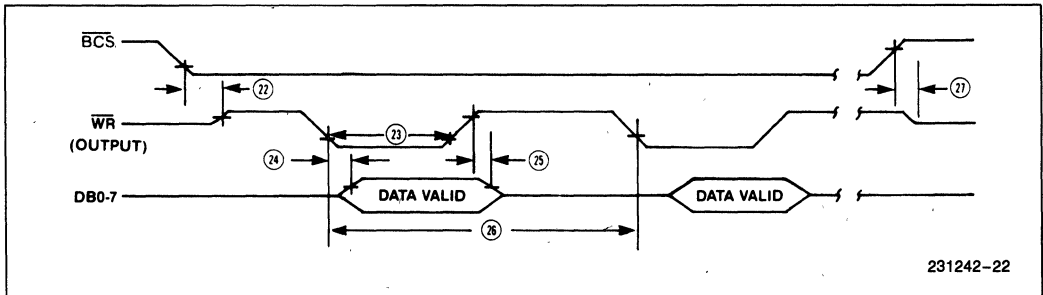 BCS
22
27
WR
(OUTPUT)
23
24
25
DB0-7
DATA VALID
DATA VALID
26
231242–22